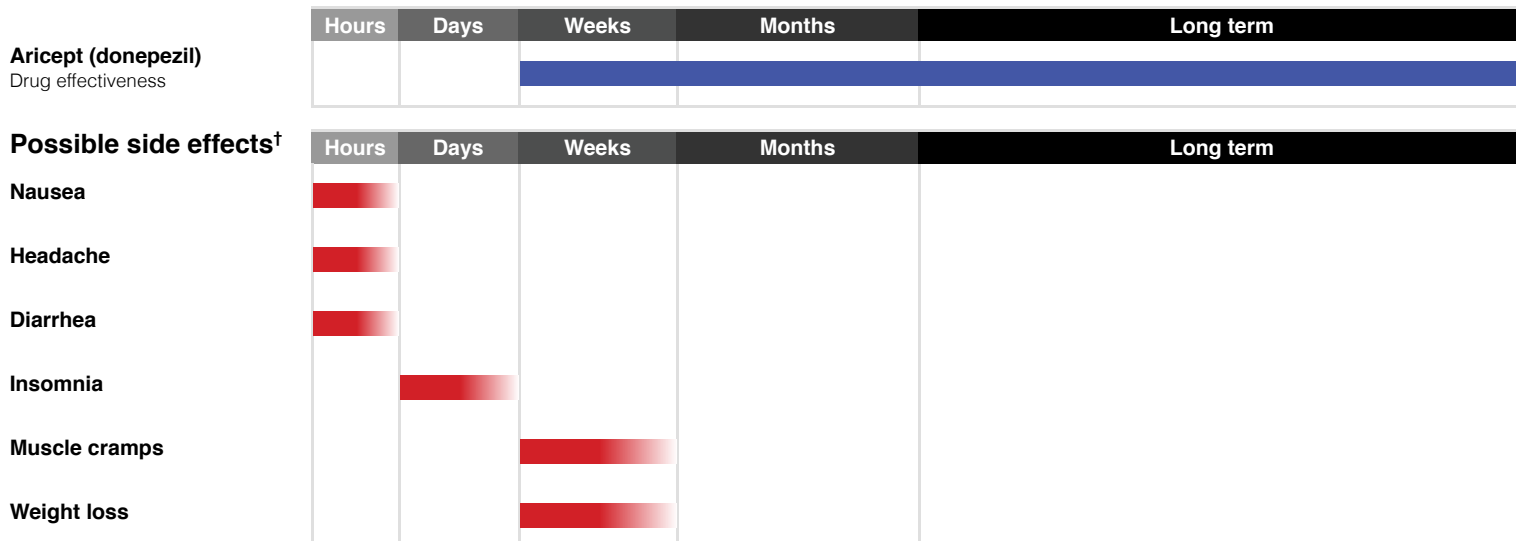 Hours Days Weeks Months Long term
Aricept (donepezil)
Drug effectiveness
Possible side effects†
Hours Days Weeks Months Long term
Nausea
Headache
Diarrhea
Insomnia
Muscle cramps
Weight loss